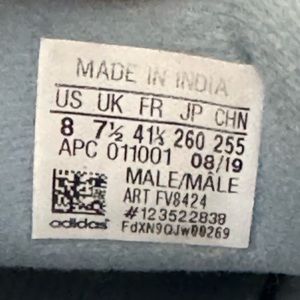 MADE IN INDIA
US UK FR JP CHN
8 7½ 41⅓ 260 255
APC 011001 08/19
MALE/MÂLE
ART FV8424
#123522838
adidas FdXN9QJw00269